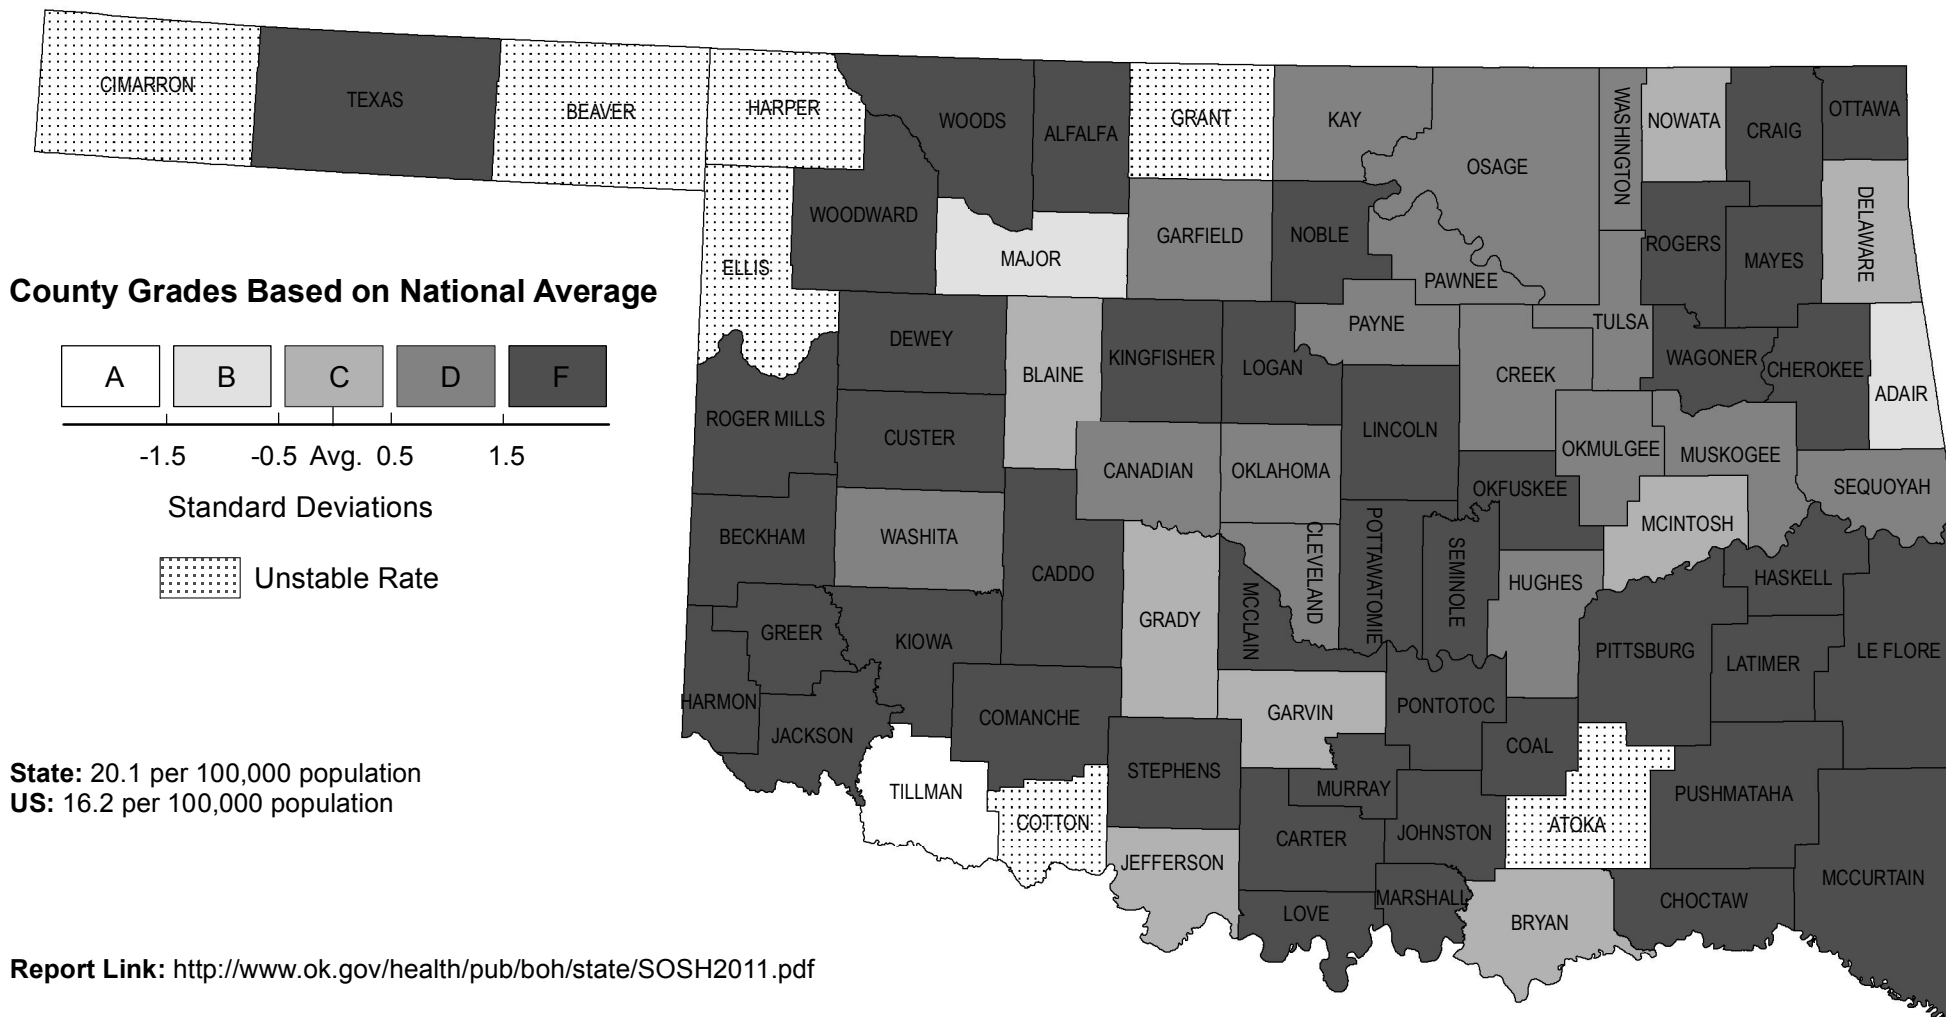 CIMARRON
TEXAS
BEAVER
HARPER
WOODS
ALFALFA
GRANT
KAY
OSAGE
WASHINGTON
NOWATA
CRAIG
OTTAWA
WOODWARD
ELLIS
MAJOR
GARFIELD
NOBLE
PAWNEE
ROGERS
MAYES
DELAWARE
County Grades Based on National Average
A B C D F
-1.5 -0.5 Avg. 0.5 1.5
Standard Deviations
Unstable Rate
DEWEY
BLAINE
KINGFISHER
LOGAN
PAYNE
CREEK
TULSA
WAGONER
CHEROKEE
ADAIR
ROGER MILLS
CUSTER
CANADIAN
OKLAHOMA
LINCOLN
OKMULGEE
MUSKOGEE
SEQUOYAH
BECKHAM
WASHITA
CADDO
GRADY
MCCLAIN
CLEVELAND
POTTAWATOMIE
SEMINOLE
OKFUSKEE
HUGHES
MCINTOSH
HASKELL
GREER
KIOWA
HARMON
JACKSON
COMANCHE
GARVIN
PONTOTOC
PITTSBURG
LATIMER
LE FLORE
COAL
STEPHENS
MURRAY
TILLMAN
COTTON
ATOKA
PUSHMATAHA
CARTER
JOHNSTON
JEFFERSON
LOVE
MARSHALL
BRYAN
CHOCTAW
MCCURTAIN
State: 20.1 per 100,000 population
US: 16.2 per 100,000 population
Report Link: http://www.ok.gov/health/pub/boh/state/SOSH2011.pdf